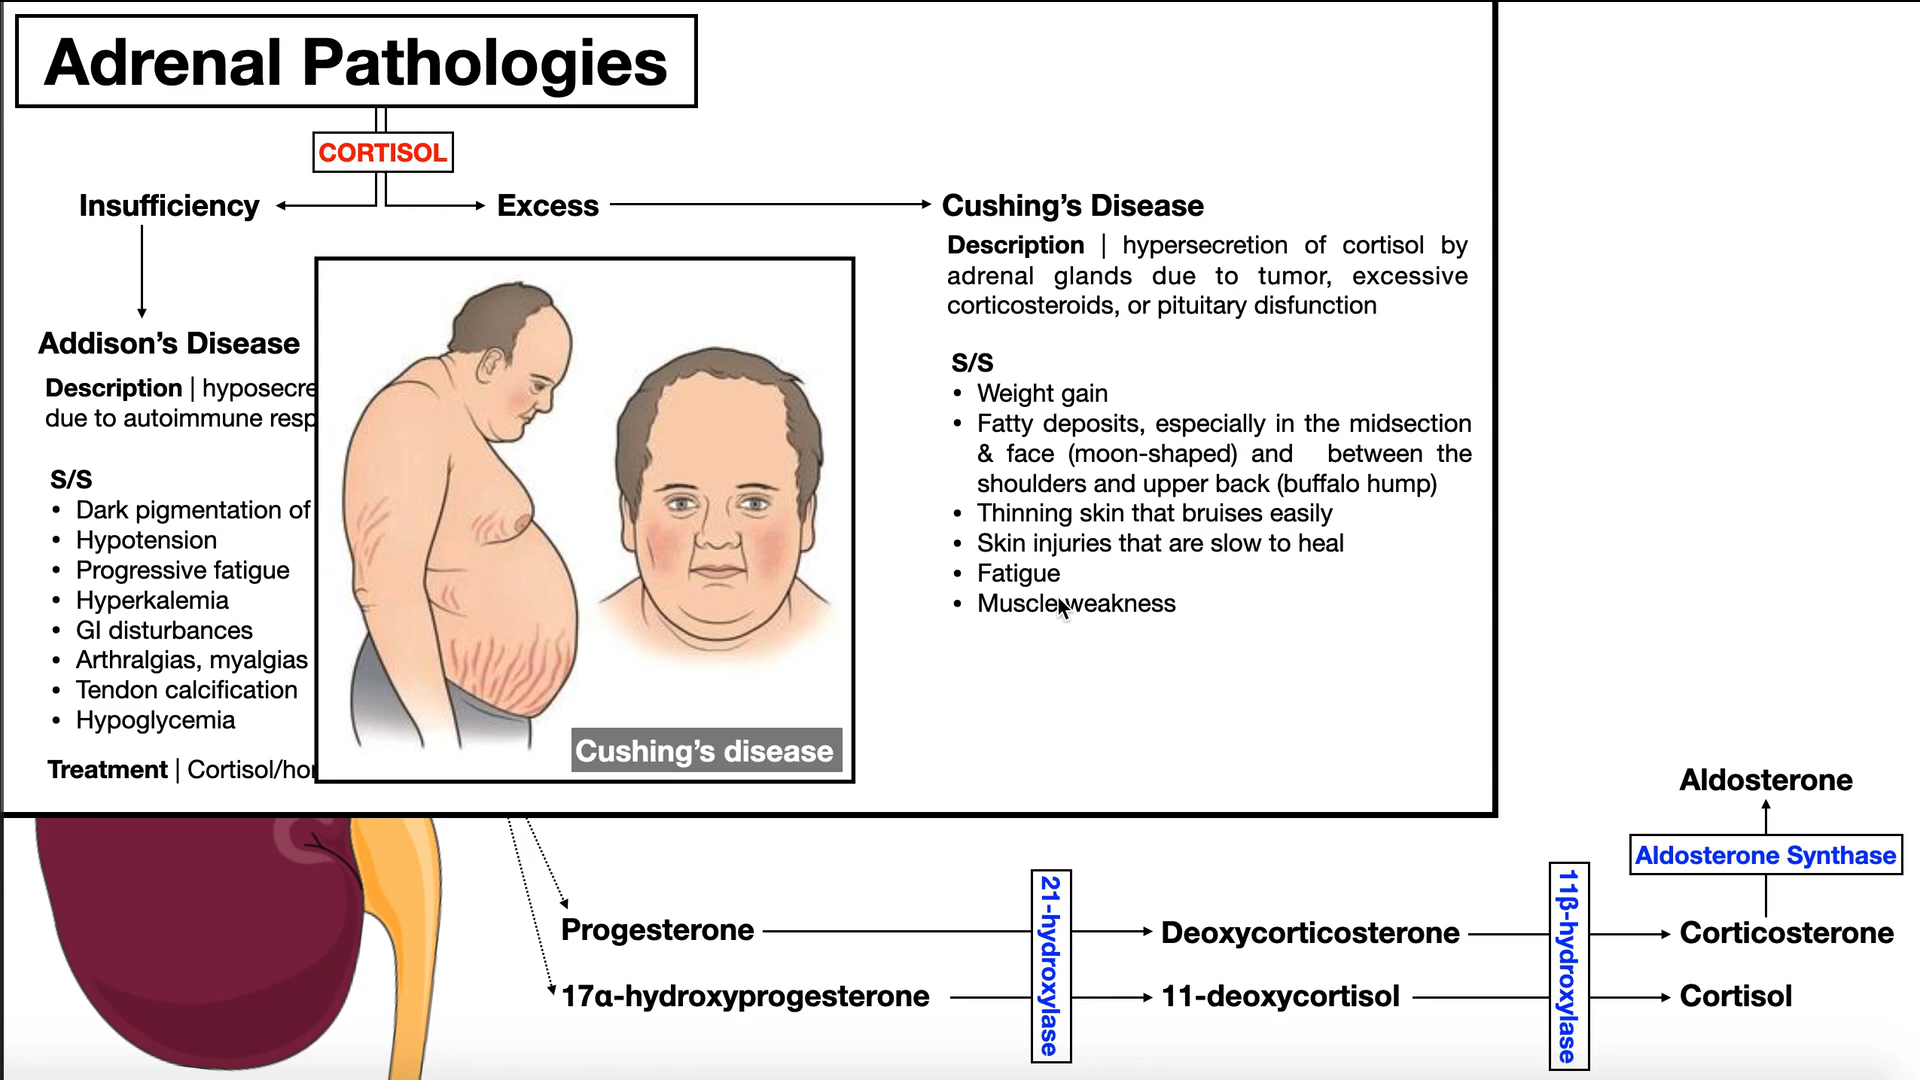 Adrenal Pathologies
CORTISOL
Insufficiency
Excess
Cushing’s Disease
Description | hypersecretion of cortisol by
adrenal glands due to tumor, excessive
corticosteroids, or pituitary disfunction
S/S
• Weight gain
• Fatty deposits, especially in the midsection
& face (moon-shaped) and between the
shoulders and upper back (buffalo hump)
• Thinning skin that bruises easily
• Skin injuries that are slow to heal
• Fatigue
• Muscle weakness
Addison’s Disease
Description |
due to autoimmune
S/S
• Dark pigmentation of
• Hypotension
• Progressive fatigue
• Hyperkalemia
• GI disturbances
• Arthralgias, myalgias
• Tendon calcification
• Hypoglycemia
Treatment |
Cushing’s disease
Aldosterone
Aldosterone Synthase
Progesterone
21-hydroxylase
Deoxycorticosterone
11β-hydroxylase
Corticosterone
17α-hydroxyprogesterone
11-deoxycortisol
Cortisol